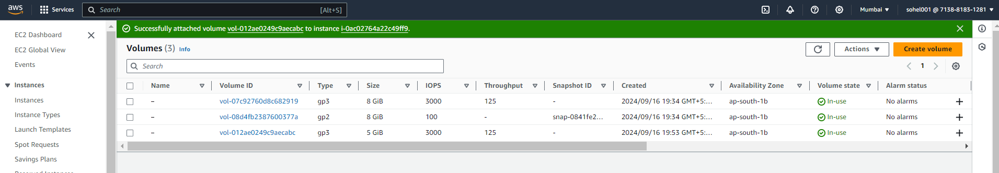 aws Services Search [Alt+S] Mumbai sohel001 @ 7138-8183-1281
EC2 Dashboard
EC2 Global View
Events
Instances
Instances
Instance Types
Launch Templates
Spot Requests
Savings Plans
Reserved Instances
Successfully attached volume vol-012ae0249c9aecabc to instance i-0ac02764a22c49ff9.
Volumes (3) Info
Actions Create volume
Search
1
Name Volume ID Type Size IOPS Throughput Snapshot ID Created Availability Zone Volume state Alarm status
– vol-07c92760d8c682919 gp3 8 GiB 3000 125 - 2024/09/16 19:34 GMT+5:... ap-south-1b In-use No alarms
– vol-08d4fb2387600377a gp2 8 GiB 100 - snap-0841fe2... 2024/09/16 19:34 GMT+5:... ap-south-1b In-use No alarms
– vol-012ae0249c9aecabc gp3 5 GiB 3000 125 - 2024/09/16 19:53 GMT+5:... ap-south-1b In-use No alarms